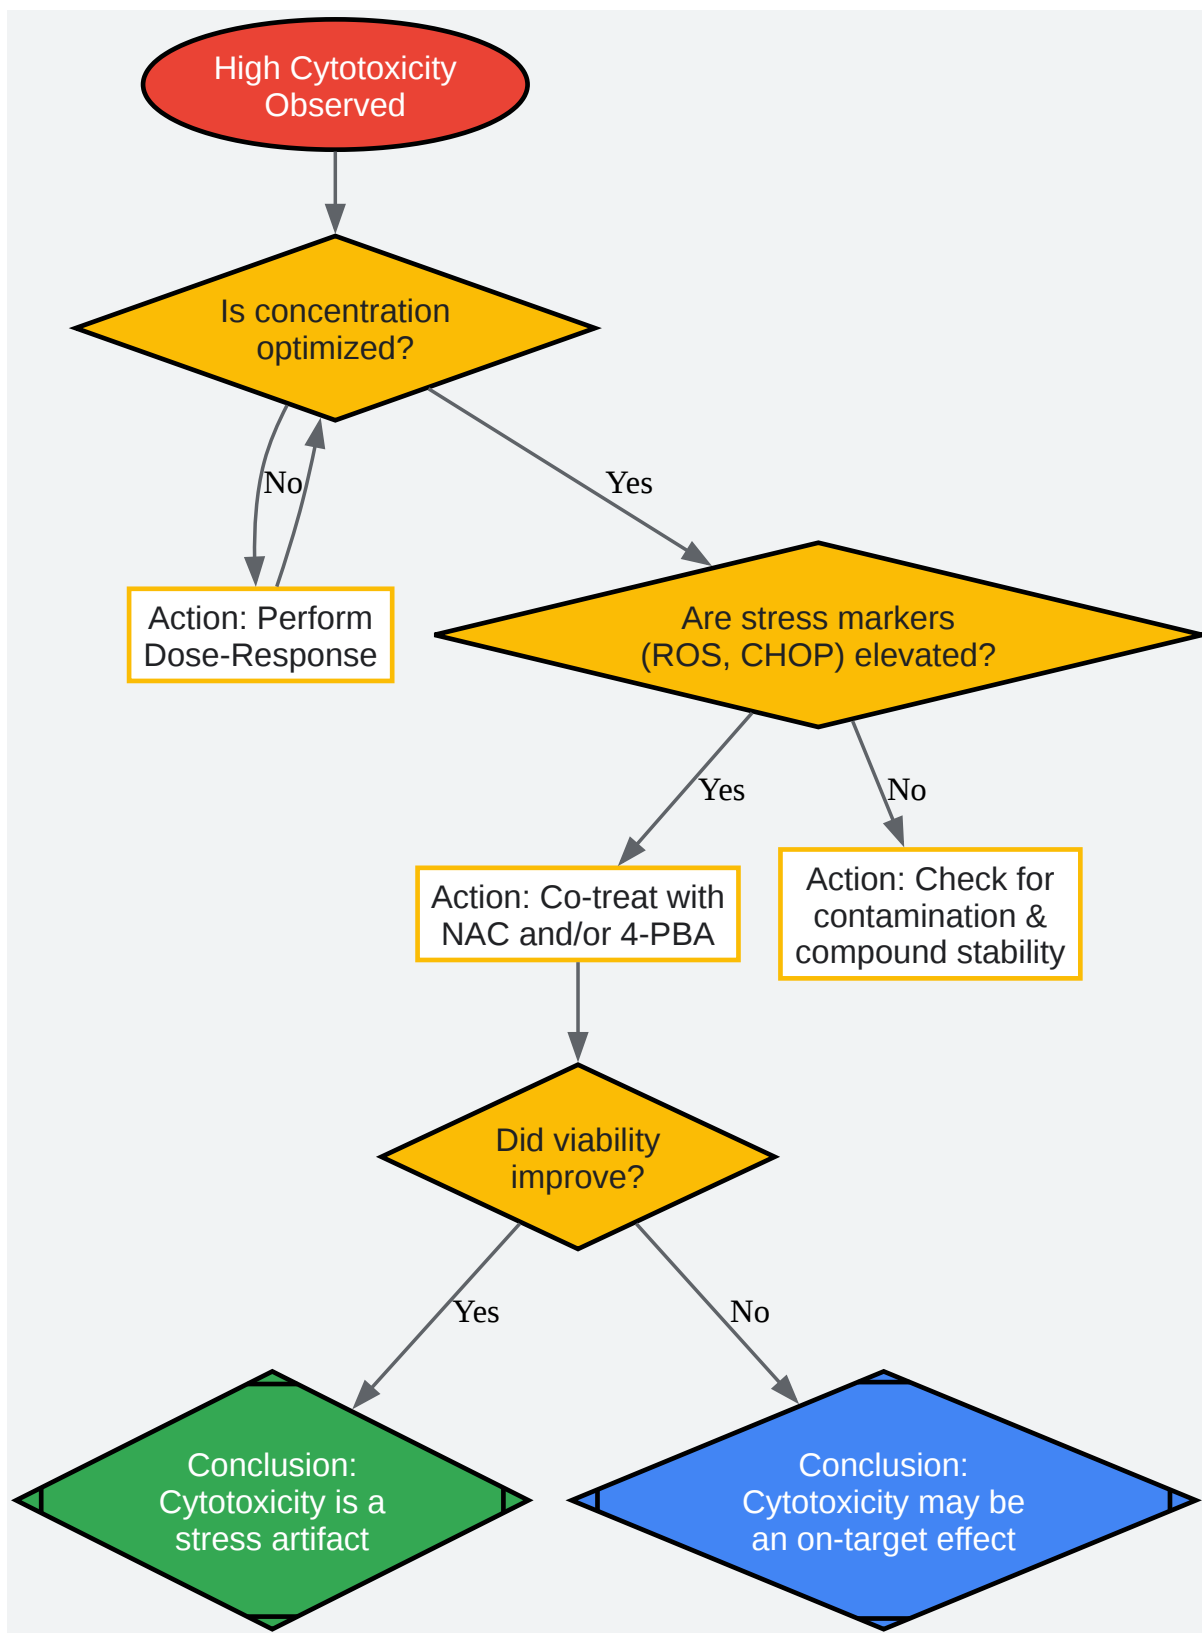 High Cytotoxicity
Observed
Is concentration
optimized?
No
Yes
Action: Perform
Dose-Response
Are stress markers
(ROS, CHOP) elevated?
Yes
No
Action: Co-treat with
NAC and/or 4-PBA
Action: Check for
contamination &
compound stability
Did viability
improve?
Yes
No
Conclusion:
Cytotoxicity is a
stress artifact
Conclusion:
Cytotoxicity may be
an on-target effect